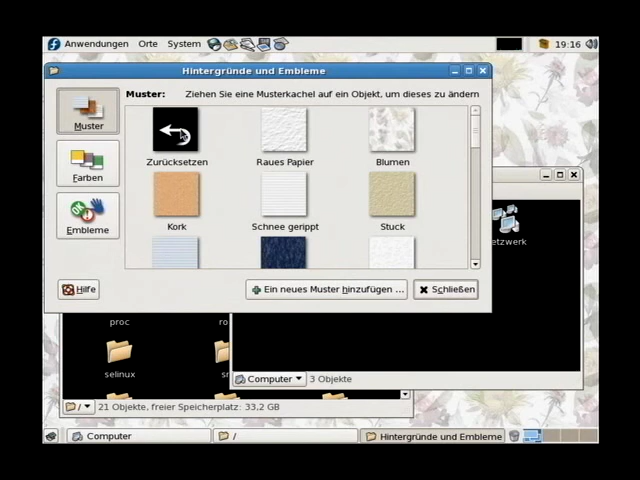 Anwendungen Orte System
19:16
Hintergründe und Embleme
Muster
Farben
Embleme
Muster: Ziehen Sie eine Musterkachel auf ein Objekt, um dieses zu ändern
Zurücksetzen Raues Papier Blumen
Kork Schnee gerippt Stuck
Hilfe
Ein neues Muster hinzufügen ...
Schließen
etzwerk
proc
selinux
Computer 3 Objekte
/ 21 Objekte, freier Speicherplatz: 33,2 GB
Computer / Hintergründe und Embleme